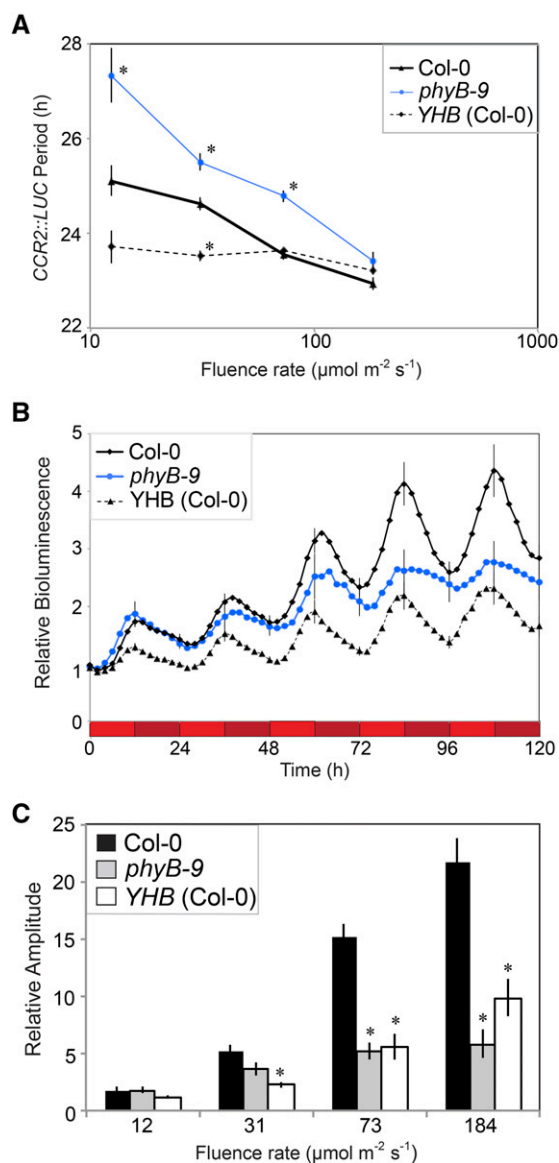 A
28
26
24
22
CCR2::LUC Period (h)
Col-0
phyB-9
YHB (Col-0)
*
*
*
*
10
100
1000
Fluence rate (µmol m⁻² s⁻¹)
B
5
4
3
2
1
0
Relative Bioluminescence
Col-0
phyB-9
YHB (Col-0)
0
24
48
72
96
120
Time (h)
C
25
20
15
10
5
0
Relative Amplitude
Col-0
phyB-9
YHB (Col-0)
*
*
*
*
*
12
31
73
184
Fluence rate (µmol m⁻² s⁻¹)